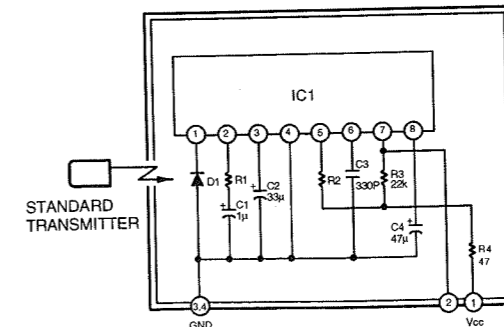 IC1
1 2 3 4 5 6 7 8
D1
R1
C1
1μ
C2
33μ
R2
C3
330P
R3
22k
C4
47μ
R4
47
+
+
+
STANDARD
TRANSMITTER
3,4
GND
2
1
Vcc